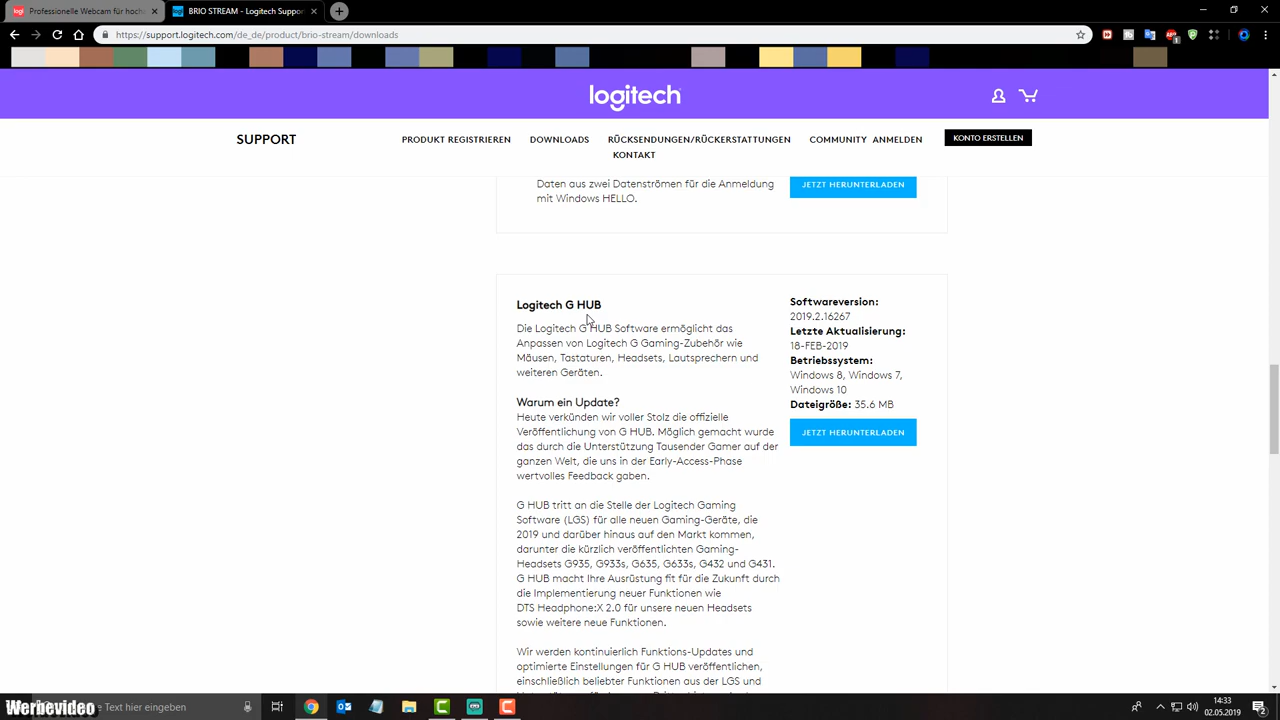 Professionelle Webcam für hoch
BRIO STREAM - Logitech Suppor
https://support.logitech.com/de_de/product/brio-stream/downloads
logitech
SUPPORT
PRODUKT REGISTRIEREN
DOWNLOADS
RÜCKSENDUNGEN/RÜCKERSTATTUNGEN
COMMUNITY
ANMELDEN
KONTO ERSTELLEN
KONTAKT
Daten aus zwei Datenströmen für die Anmeldung
mit Windows HELLO.
JETZT HERUNTERLADEN
Logitech G HUB
Die Logitech G HUB Software ermöglicht das
Anpassen von Logitech G Gaming-Zubehör wie
Mäusen, Tastaturen, Headsets, Lautsprechern und
weiteren Geräten.
Warum ein Update?
Heute verkünden wir voller Stolz die offizielle
Veröffentlichung von G HUB. Möglich gemacht wurde
das durch die Unterstützung Tausender Gamer auf der
ganzen Welt, die uns in der Early-Access-Phase
wertvolles Feedback gaben.
G HUB tritt an die Stelle der Logitech Gaming
Software (LGS) für alle neuen Gaming-Geräte, die
2019 und darüber hinaus auf den Markt kommen,
darunter die kürzlich veröffentlichten Gaming-
Headsets G935, G933s, G635, G633s, G432 und G431.
G HUB macht Ihre Ausrüstung fit für die Zukunft durch
die Implementierung neuer Funktionen wie
DTS Headphone:X 2.0 für unsere neuen Headsets
sowie weitere neue Funktionen.
Wir werden kontinuierlich Funktions-Updates und
optimierte Einstellungen für G HUB veröffentlichen,
einschließlich beliebter Funktionen aus der LGS und
Softwareversion:
2019.2.16267
Letzte Aktualisierung:
18-FEB-2019
Betriebssystem:
Windows 8, Windows 7,
Windows 10
Dateigröße: 35.6 MB
JETZT HERUNTERLADEN
Werbevideo
Text hier eingeben
14:33
02.05.2019